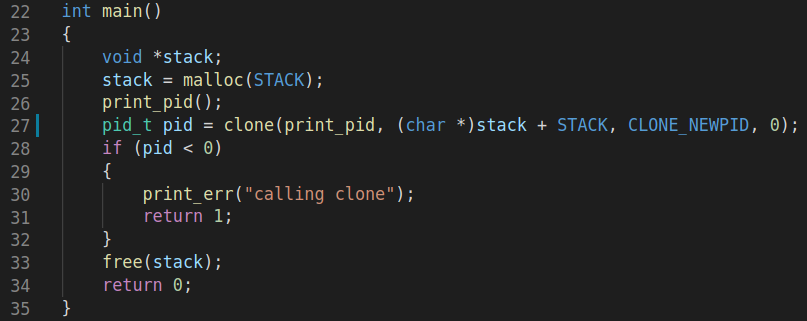 22 int main()
23 {
24     void *stack;
25     stack = malloc(STACK);
26     print_pid();
27     pid_t pid = clone(print_pid, (char *)stack + STACK, CLONE_NEWPID, 0);
28     if (pid < 0)
29     {
30         print_err("calling clone");
31         return 1;
32     }
33     free(stack);
34     return 0;
35 }